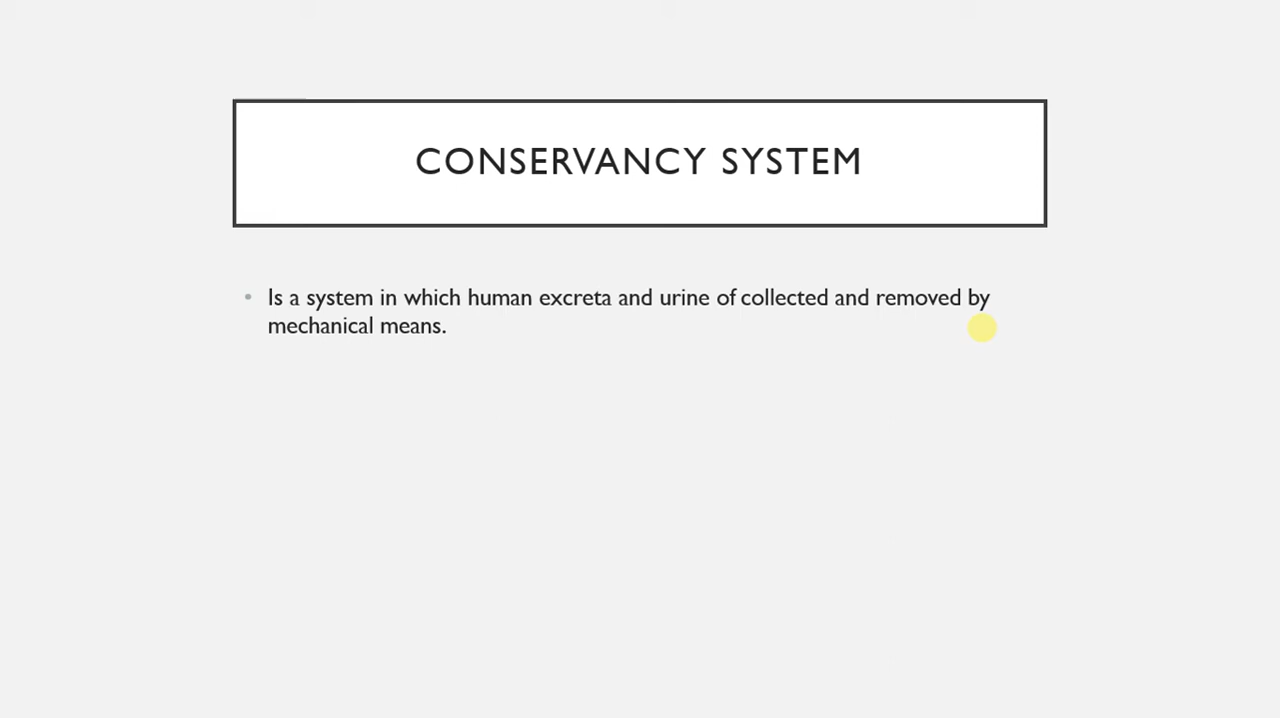 CONSERVANCY SYSTEM
• Is a system in which human excreta and urine of collected and removed by
mechanical means.